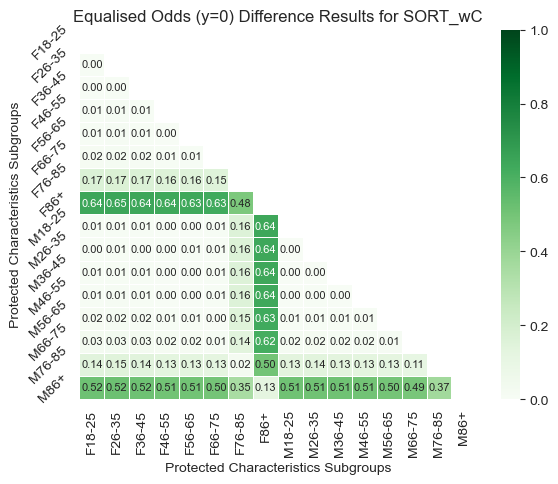 Equalised Odds (y=0) Difference Results for SORT_wC
Protected Characteristics Subgroups
F18-25
F26-35 0.00
F36-45 0.00 0.00
F46-55 0.01 0.01 0.01
F56-65 0.01 0.01 0.01 0.00
F66-75 0.02 0.02 0.02 0.01 0.01
F76-85 0.17 0.17 0.17 0.16 0.16 0.15
F86+ 0.64 0.65 0.64 0.64 0.63 0.63 0.48
M18-25 0.01 0.01 0.01 0.00 0.00 0.01 0.16 0.64
M26-35 0.00 0.01 0.00 0.00 0.00 0.01 0.16 0.64 0.00
M36-45 0.01 0.01 0.01 0.00 0.00 0.01 0.16 0.64 0.00 0.00
M46-55 0.01 0.01 0.01 0.00 0.00 0.01 0.16 0.64 0.00 0.00 0.00
M56-65 0.02 0.02 0.02 0.01 0.01 0.00 0.15 0.63 0.01 0.01 0.01 0.01
M66-75 0.03 0.03 0.03 0.02 0.02 0.01 0.14 0.62 0.02 0.02 0.02 0.02 0.01
M76-85 0.14 0.15 0.14 0.13 0.13 0.13 0.02 0.50 0.13 0.14 0.13 0.13 0.13 0.11
M86+ 0.52 0.52 0.52 0.51 0.51 0.50 0.35 0.13 0.51 0.51 0.51 0.51 0.50 0.49 0.37
F18-25 F26-35 F36-45 F46-55 F56-65 F66-75 F76-85 F86+ M18-25 M26-35 M36-45 M46-55 M56-65 M66-75 M76-85 M86+
Protected Characteristics Subgroups
1.0
0.8
0.6
0.4
0.2
0.0